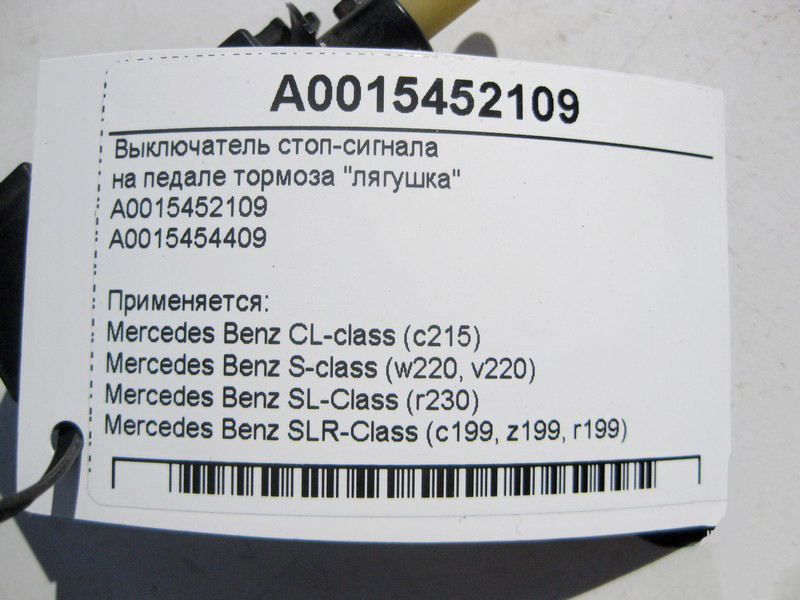 A0015452109
Выключатель стоп-сигнала
на педале тормоза "лягушка"
A0015452109
A0015454409
Применяется:
Mercedes Benz CL-class (c215)
Mercedes Benz S-class (w220, v220)
Mercedes Benz SL-Class (r230)
Mercedes Benz SLR-Class (c199, z199, r199)